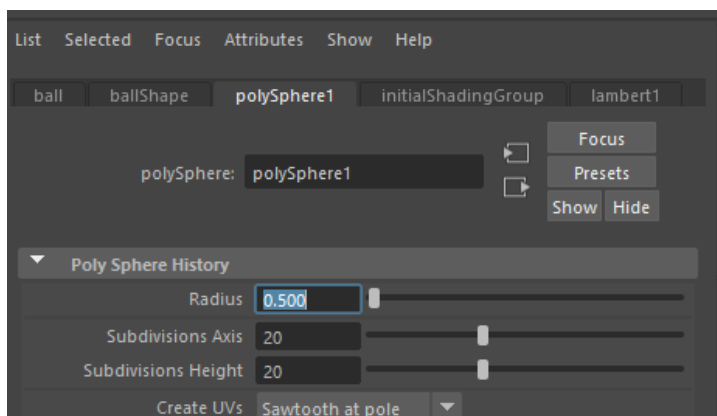 List Selected Focus Attributes Show Help
ball ballShape polySphere1 initialShadingGroup lambert1
Focus
polySphere: polySphere1
Presets
Show Hide
Poly Sphere History
Radius 0.500
Subdivisions Axis 20
Subdivisions Height 20
Create UVs Sawtooth at pole